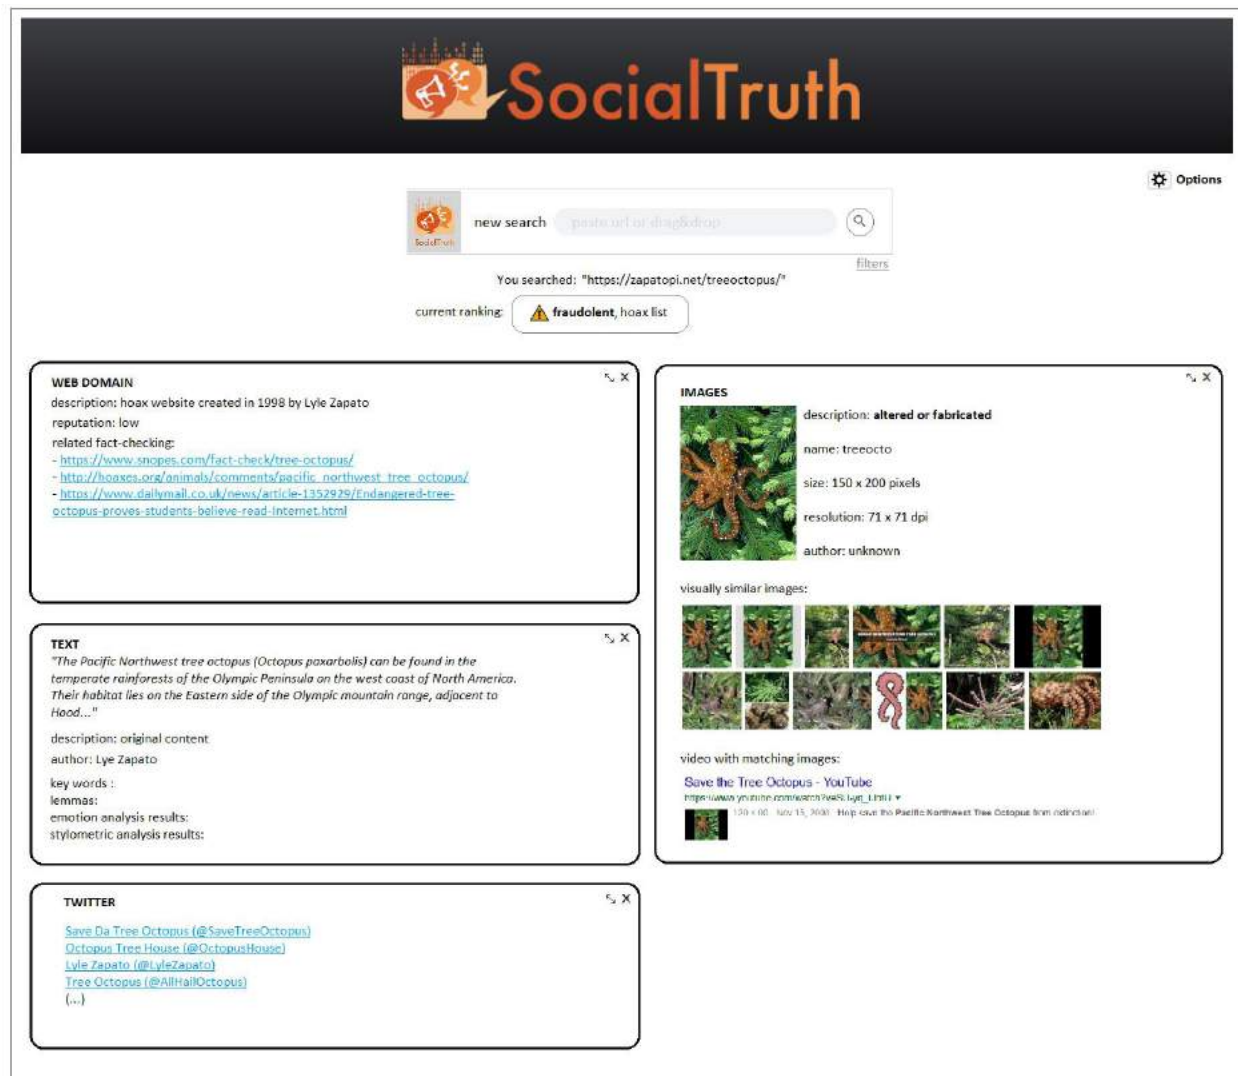 SocialTruth
Options
SocialTruth
new search
paste url or drag&drop
filters
You searched: "https://zapatopi.net/treeoctopus/"
current ranking:
fraudolent, hoax list
WEB DOMAIN
description: hoax website created in 1998 by Lyle Zapato
reputation: low
related fact-checking:
- https://www.snopes.com/fact-check/tree-octopus/
- http://hoaxes.org/animals/comments/pacific_northwest_tree_octopus/
- https://www.dailymail.co.uk/news/article-1352929/Endangered-tree-
octopus-proves-students-believe-read-Internet.html
TEXT
"The Pacific Northwest tree octopus (Octopus paxarbolis) can be found in the
temperate rainforests of the Olympic Peninsula on the west coast of North America.
Their habitat lies on the Eastern side of the Olympic mountain range, adjacent to
Hood..."
description: original content
author: Lye Zapato
key words :
lemmas:
emotion analysis results:
stylometric analysis results:
TWITTER
Save Da Tree Octopus (@SaveTreeOctopus)
Octopus Tree House (@OctopusHouse)
Lyle Zapato (@LyleZapato)
Tree Octopus (@AllHailOctopus)
(...)
IMAGES
description: altered or fabricated
name: treeocto
size: 150 x 200 pixels
resolution: 71 x 71 dpi
author: unknown
visually similar images:
video with matching images:
Save the Tree Octopus - YouTube
Help save the Pacific Northwest Tree Octopus from extinction!